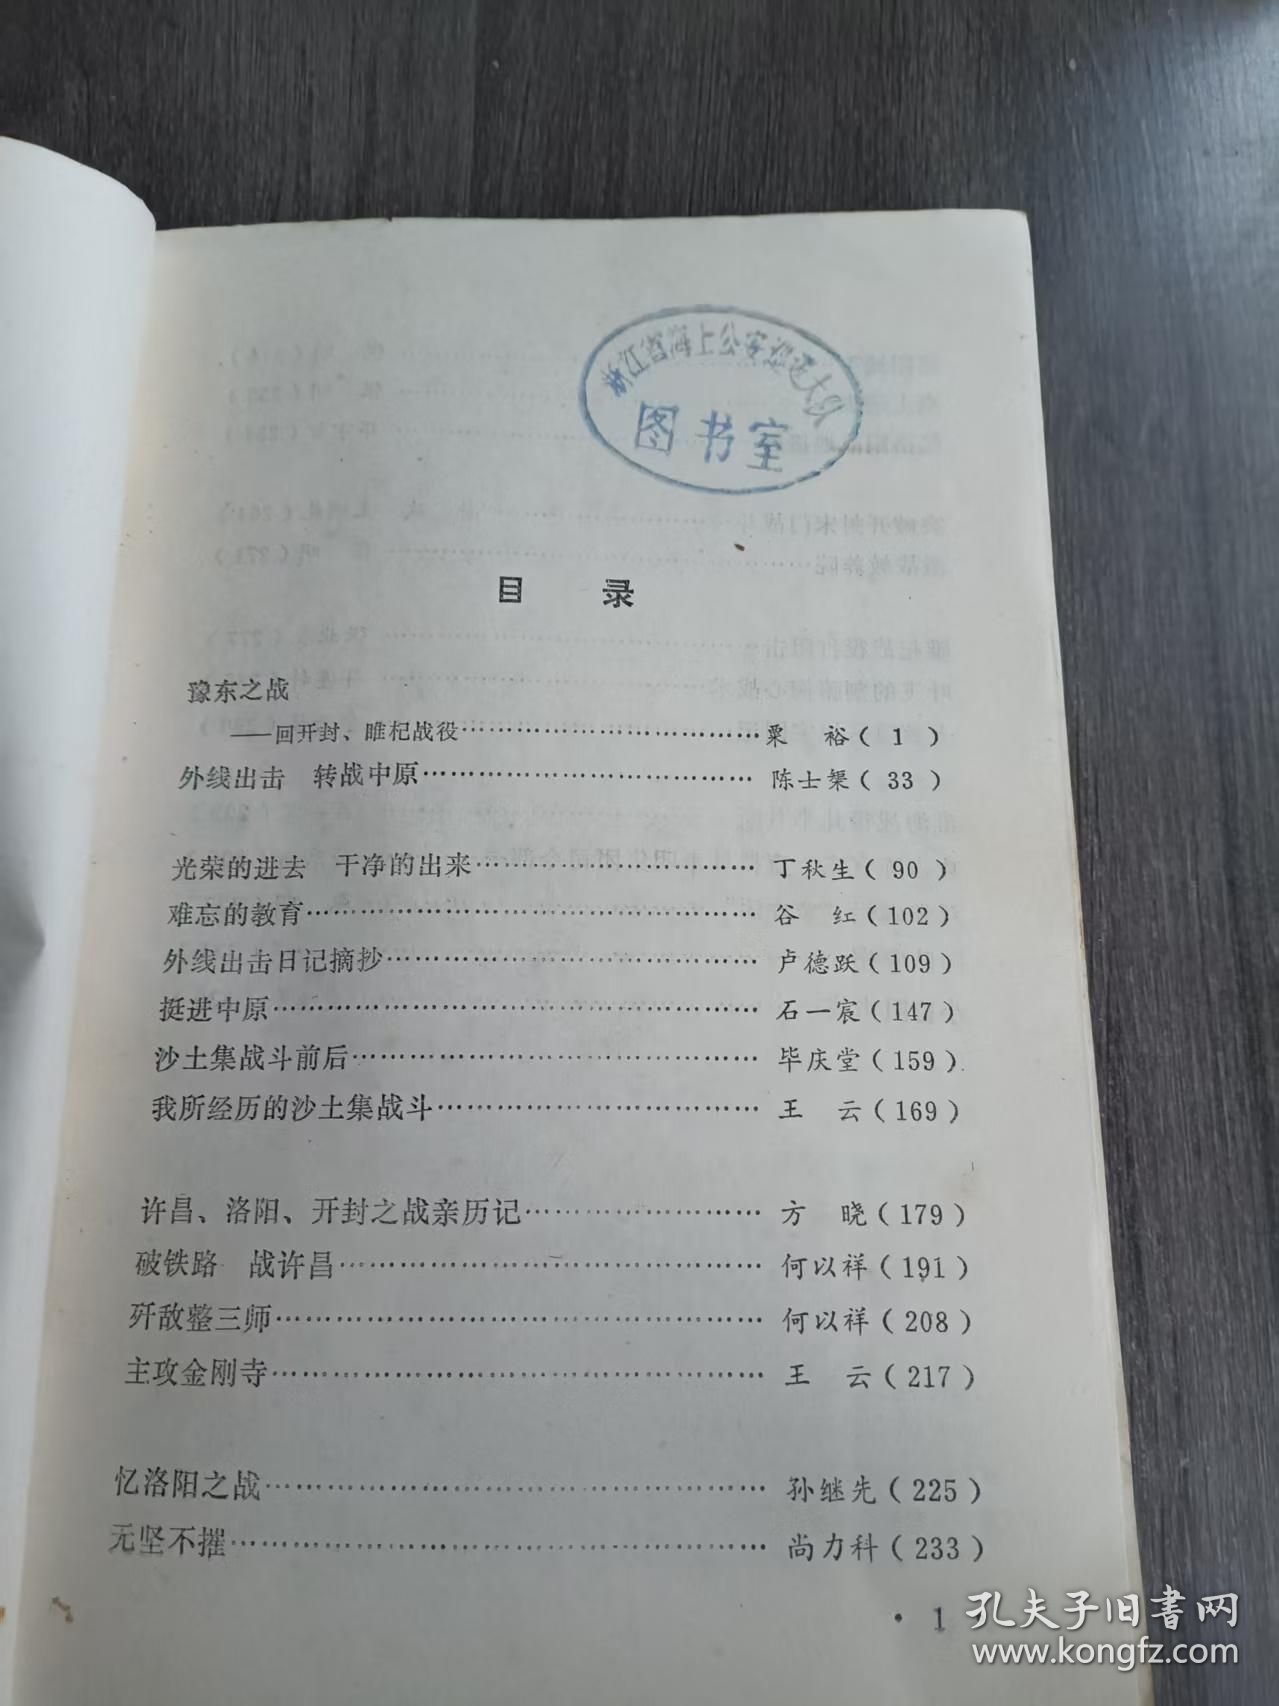 浙江省海上公安巡逻大队
图书室
目 录
豫东之战
——回开封、睢杞战役………………………………粟 裕( 1 )
外线出击 转战中原………………………………陈士榘( 33 )
光荣的进去 干净的出来…………………………丁秋生( 90 )
难忘的教育…………………………………………谷 红(102)
外线出击日记摘抄…………………………………卢德跃(109)
挺进中原……………………………………………石一宸(147)
沙土集战斗前后……………………………………毕庆堂(159)
我所经历的沙土集战斗……………………………王 云(169)
许昌、洛阳、开封之战亲历记……………………方 晓(179)
破铁路 战许昌……………………………………何以祥(191)
歼敌整三师…………………………………………何以祥(208)
主攻金刚寺…………………………………………王 云(217)
忆洛阳之战…………………………………………孙继先(225)
无坚不摧……………………………………………尚力科(233)
· 1
孔夫子旧書网
www.kongfz.com